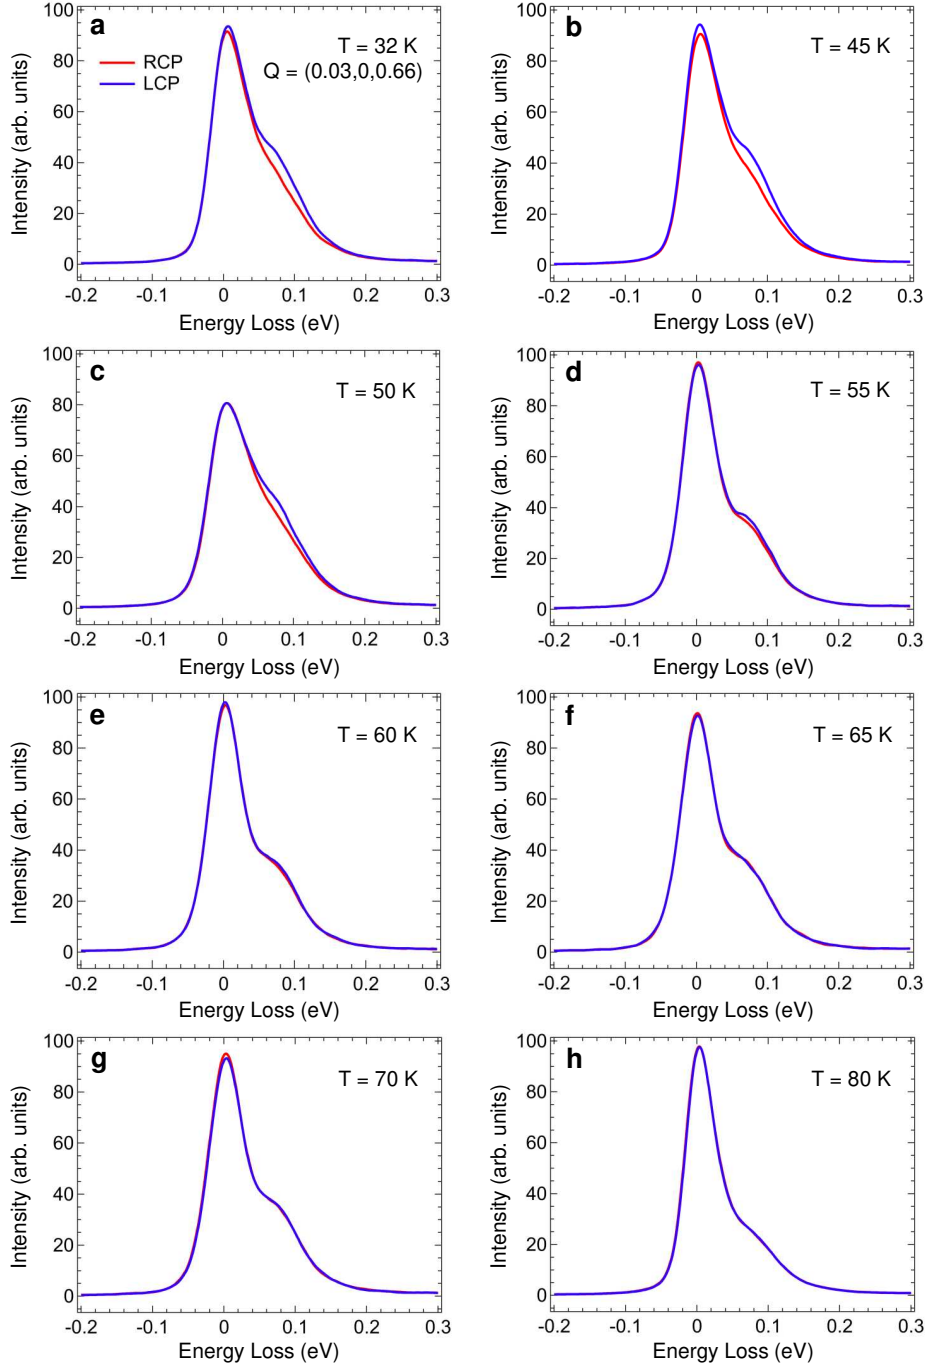 a
T = 32 K
Q = (0.03,0,0.66)
RCP
LCP
Intensity (arb. units)
100
80
60
40
20
0
-0.2 -0.1 0 0.1 0.2 0.3
Energy Loss (eV)
b
T = 45 K
Intensity (arb. units)
100
80
60
40
20
0
-0.2 -0.1 0 0.1 0.2 0.3
Energy Loss (eV)
c
T = 50 K
Intensity (arb. units)
100
80
60
40
20
0
-0.2 -0.1 0 0.1 0.2 0.3
Energy Loss (eV)
d
T = 55 K
Intensity (arb. units)
100
80
60
40
20
0
-0.2 -0.1 0 0.1 0.2 0.3
Energy Loss (eV)
e
T = 60 K
Intensity (arb. units)
100
80
60
40
20
0
-0.2 -0.1 0 0.1 0.2 0.3
Energy Loss (eV)
f
T = 65 K
Intensity (arb. units)
100
80
60
40
20
0
-0.2 -0.1 0 0.1 0.2 0.3
Energy Loss (eV)
g
T = 70 K
Intensity (arb. units)
100
80
60
40
20
0
-0.2 -0.1 0 0.1 0.2 0.3
Energy Loss (eV)
h
T = 80 K
Intensity (arb. units)
100
80
60
40
20
0
-0.2 -0.1 0 0.1 0.2 0.3
Energy Loss (eV)